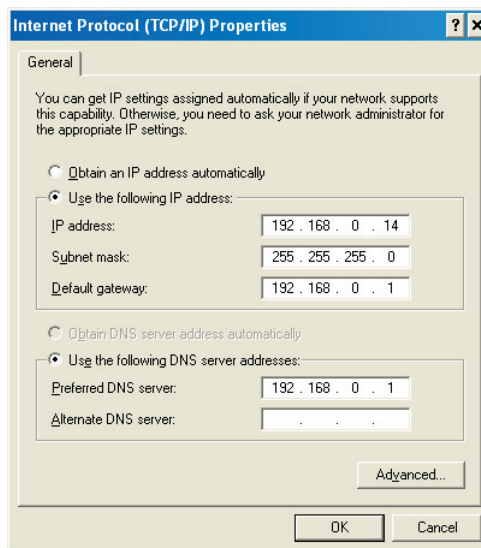 Internet Protocol (TCP/IP) Properties
General
You can get IP settings assigned automatically if your network supports
this capability. Otherwise, you need to ask your network administrator for
the appropriate IP settings.
Obtain an IP address automatically
Use the following IP address:
IP address: 192 . 168 . 0 . 14
Subnet mask: 255 . 255 . 255 . 0
Default gateway: 192 . 168 . 0 . 1
Obtain DNS server address automatically
Use the following DNS server addresses:
Preferred DNS server: 192 . 168 . 0 . 1
Alternate DNS server: . . .
Advanced...
OK Cancel